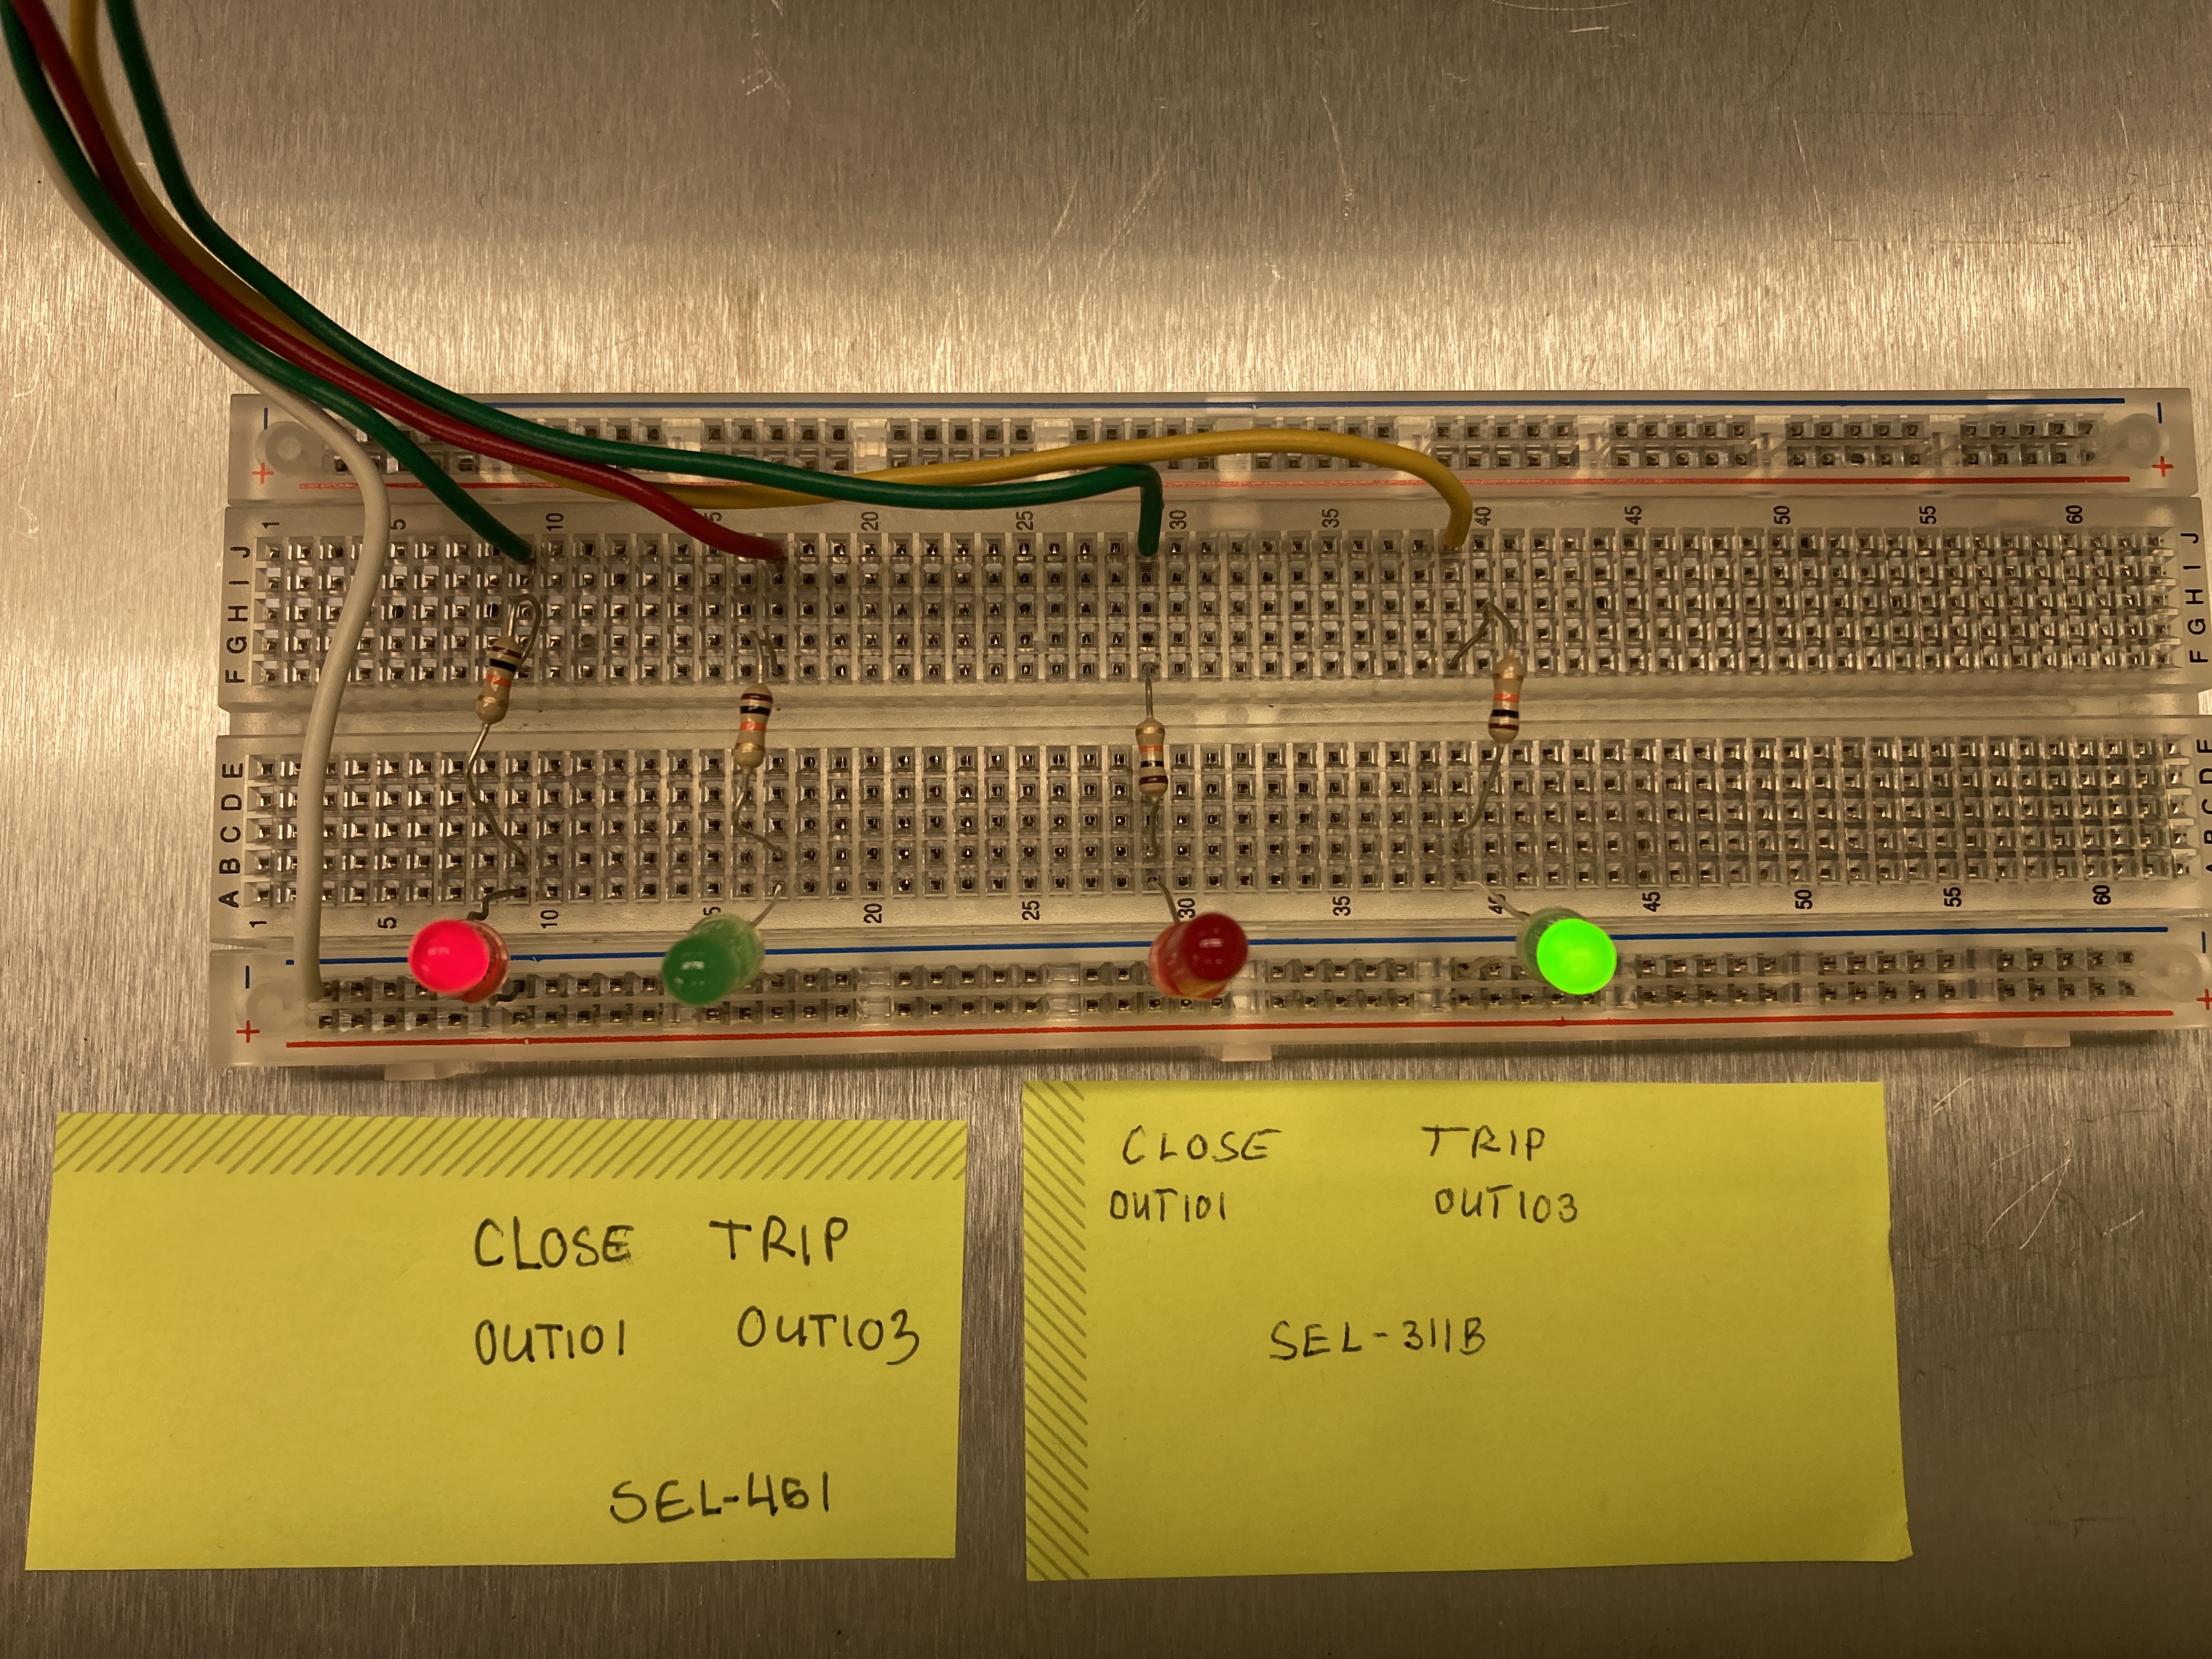 − −
+ +
1 5 10 15 20 25 30 35 40 45 50 55 60
J J
I I
H H
G G
F F
E E
D D
C C
B B
A A
1 5 10 15 20 25 30 35 40 45 50 55 60
− −
+ +
CLOSE TRIP
OUT101 OUT103
SEL-451
CLOSE TRIP
OUT101 OUT103
SEL-311B